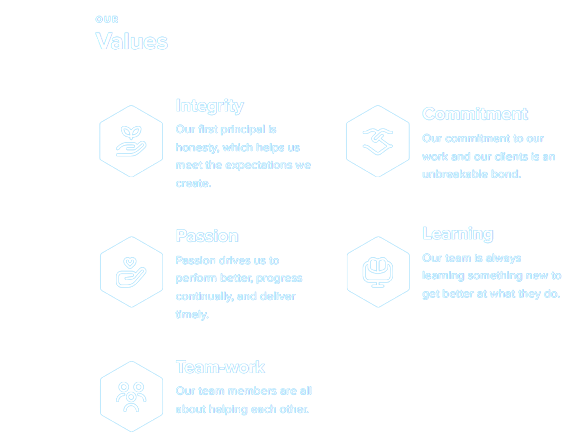 OUR
Values
Integrity
Our first principal is
honesty, which helps us
meet the expectations we
create.
Commitment
Our commitment to our
work and our clients is an
unbreakable bond.
Passion
Passion drives us to
perform better, progress
continually, and deliver
timely.
Learning
Our team is always
learning something new to
get better at what they do.
Team-work
Our team members are all
about helping each other.